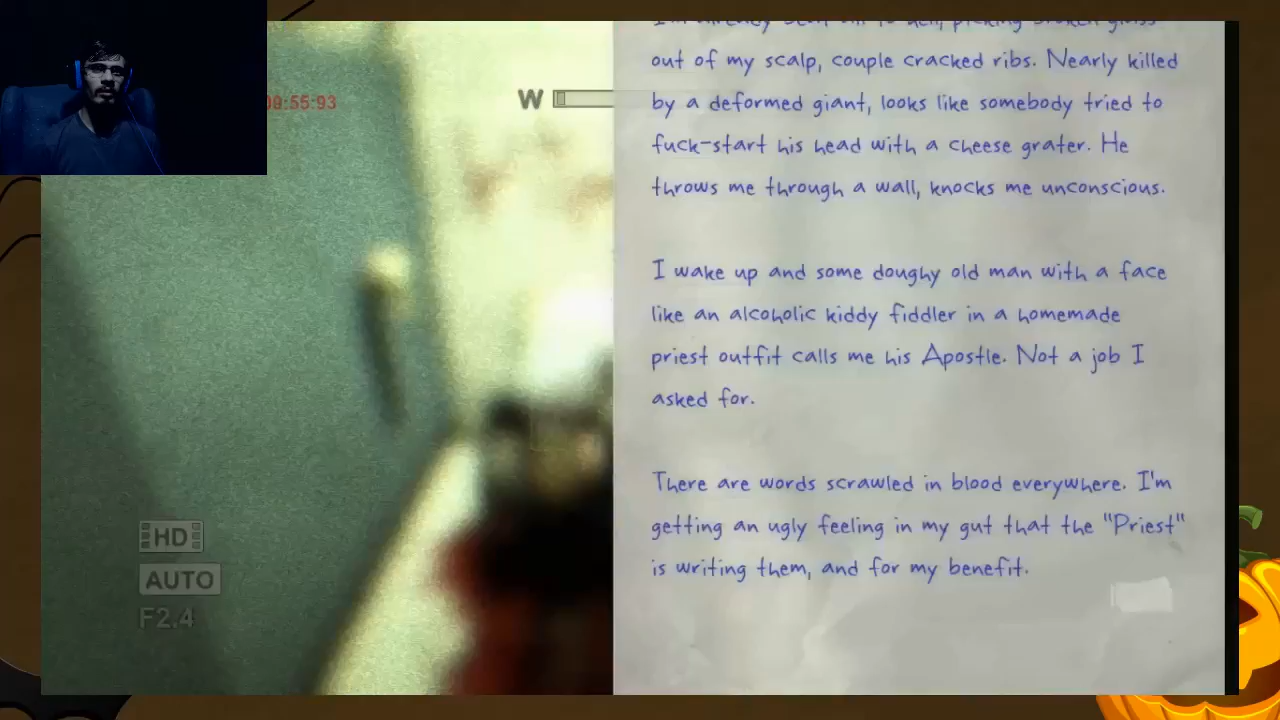 out of my scalp, couple cracked ribs. Nearly killed
by a deformed giant, looks like somebody tried to
fuck-start his head with a cheese grater. He
throws me through a wall, knocks me unconscious.
I wake up and some doughy old man with a face
like an alcoholic kiddy fiddler in a homemade
priest outfit calls me his Apostle. Not a job I
asked for.
There are words scrawled in blood everywhere. I'm
getting an ugly feeling in my gut that the "Priest"
is writing them, and for my benefit.
:55:93
W
HD
AUTO
F2.4